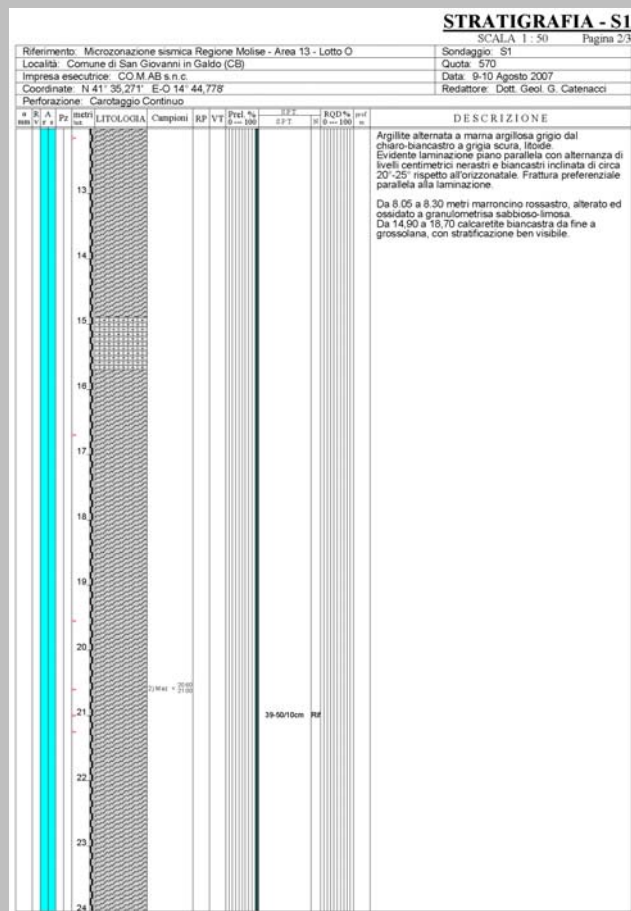 STRATIGRAFIA - S1
SCALA 1 : 50 Pagina 2/3
Riferimento: Microzonazione sismica Regione Molise - Area 13 - Lotto O
Sondaggio: S1
Località: Comune di San Giovanni in Galdo (CB)
Quota: 570
Impresa esecutrice: CO.M.AB s.n.c.
Data: 9-10 Agosto 2007
Coordinate: N 41° 35,271' E-O 14° 44,778'
Redattore: Dott. Geol. G. Catenacci
Perforazione: Carotaggio Continuo
R V A Pz metri LITOLOGIA Campioni RP VT Prel. % 0 --- 100 S.P.T. S.P.T. N RQD % 0 --- 100 DESCRIZIONE
Argillite alternata a marna argillosa grigio dal
chiaro-biancastro a grigia scura, litoide.
Evidente laminazione piano parallela con alternanza di
livelli centimetrici nerastri e biancastri inclinata di circa
20°-25° rispetto all'orizzonatale. Frattura preferenziale
parallela alla laminazione.
Da 8.05 a 8.30 metri marroncino rossastro, alterato ed
ossidato a granulometrisa sabbioso-limosa.
Da 14,90 a 18,70 calcaretite biancastra da fine a
grossolana, con stratificazione ben visibile.
13
14
15
16
17
18
19
20
21
39-50/10cm Rif
22
23
24